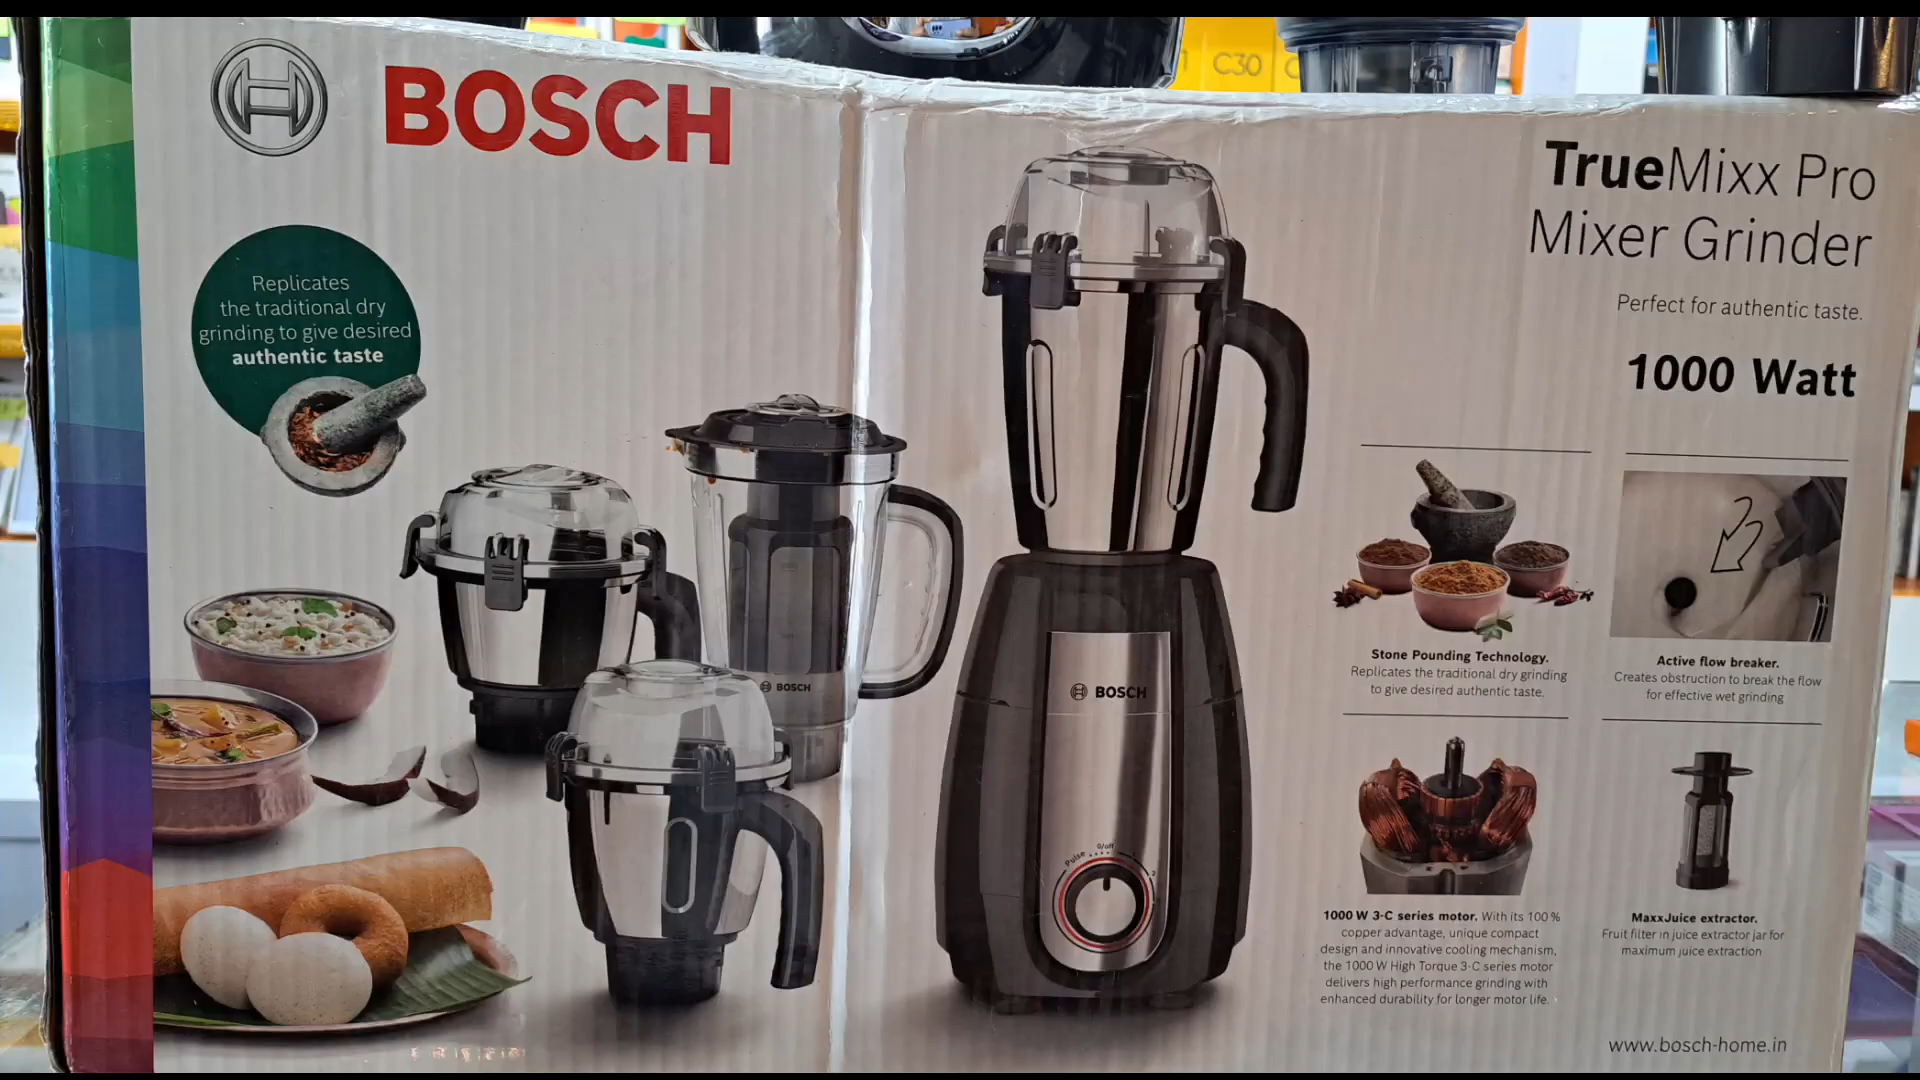 BOSCH
TrueMixx Pro
Mixer Grinder
Perfect for authentic taste.
1000 Watt
Replicates
the traditional dry
grinding to give desired
authentic taste
C30
BOSCH
BOSCH
Pulse
0/off
2
Stone Pounding Technology.
Replicates the traditional dry grinding
to give desired authentic taste.
Active flow breaker.
Creates obstruction to break the flow
for effective wet grinding
1000 W 3-C series motor. With its 100 %
copper advantage, unique compact
design and innovative cooling mechanism,
the 1000 W High Torque 3-C series motor
delivers high performance grinding with
enhanced durability for longer motor life.
MaxxJuice extractor.
Fruit filter in juice extractor jar for
maximum juice extraction
www.bosch-home.in